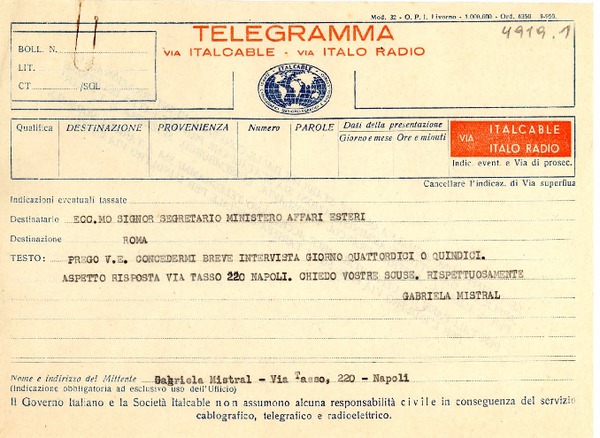 Mod. 32 - O. P. I. Livorno - 1.000.000 - Ord. 6350 9-950.
4919.1
TELEGRAMMA
VIA ITALCABLE - VIA ITALO RADIO
BOLL. N.
LIT.
CT /SGL
ITALCABLE
Qualifica DESTINAZIONE PROVENIENZA Numero PAROLE Dati della presentazione
Giorno e mese Ore e minuti
VIA ITALCABLE
ITALO RADIO
Indic. event. e Via di prosec.
Cancellare l'indicaz. di Via superflua
Indicazioni eventuali tassate
Destinatario ECC.MO SIGNOR SEGRETARIO MINISTERO AFFARI ESTERI
Destinazione ROMA
TESTO: PREGO V.E. CONCEDERMI BREVE INTERVISTA GIORNO QUATTORDICI O QUINDICI.
ASPETTO RISPOSTA VIA TASSO 220 NAPOLI. CHIEDO VOSTRE SCUSE. RISPETTUOSAMENTE
GABRIELA MISTRAL
Nome e indirizzo del Mittente Gabriela Mistral - Via Tasso, 220 - Napoli
(Indicazione obbligatoria ad esclusivo uso dell'Ufficio)
Il Governo Italiano e la Società Italcable non assumono alcuna responsabilità civile in conseguenza del servizio
cablografico, telegrafico e radioelettrico.